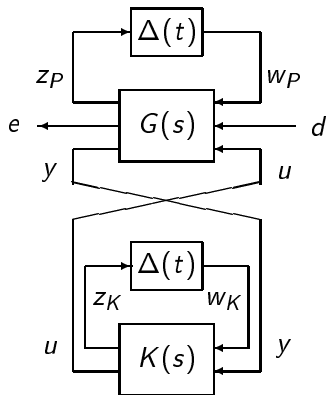 Δ(t)
z_P w_P
e G(s) d
y u
Δ(t)
z_K w_K
u y
K(s)